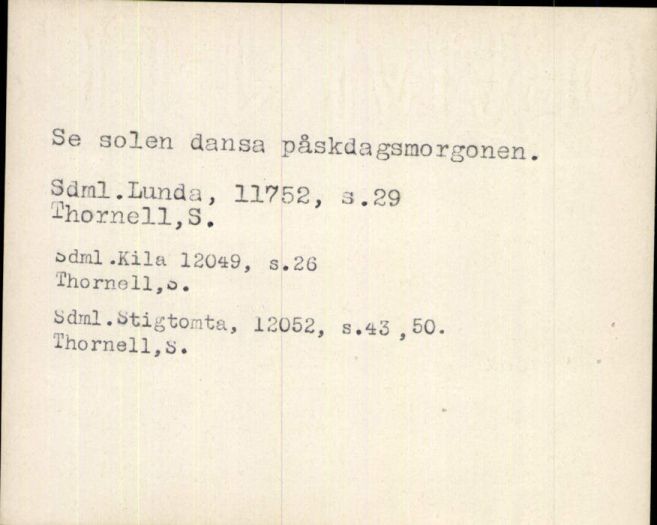 Se solen dansa påskdagsmorgonen.
Sdml.Lunda, 11752, s.29
Thornell,S.
Sdml.Kila 12049, s.26
Thornell,S.
Sdml.Stigtomta, 12052, s.43 ,50.
Thornell,S.